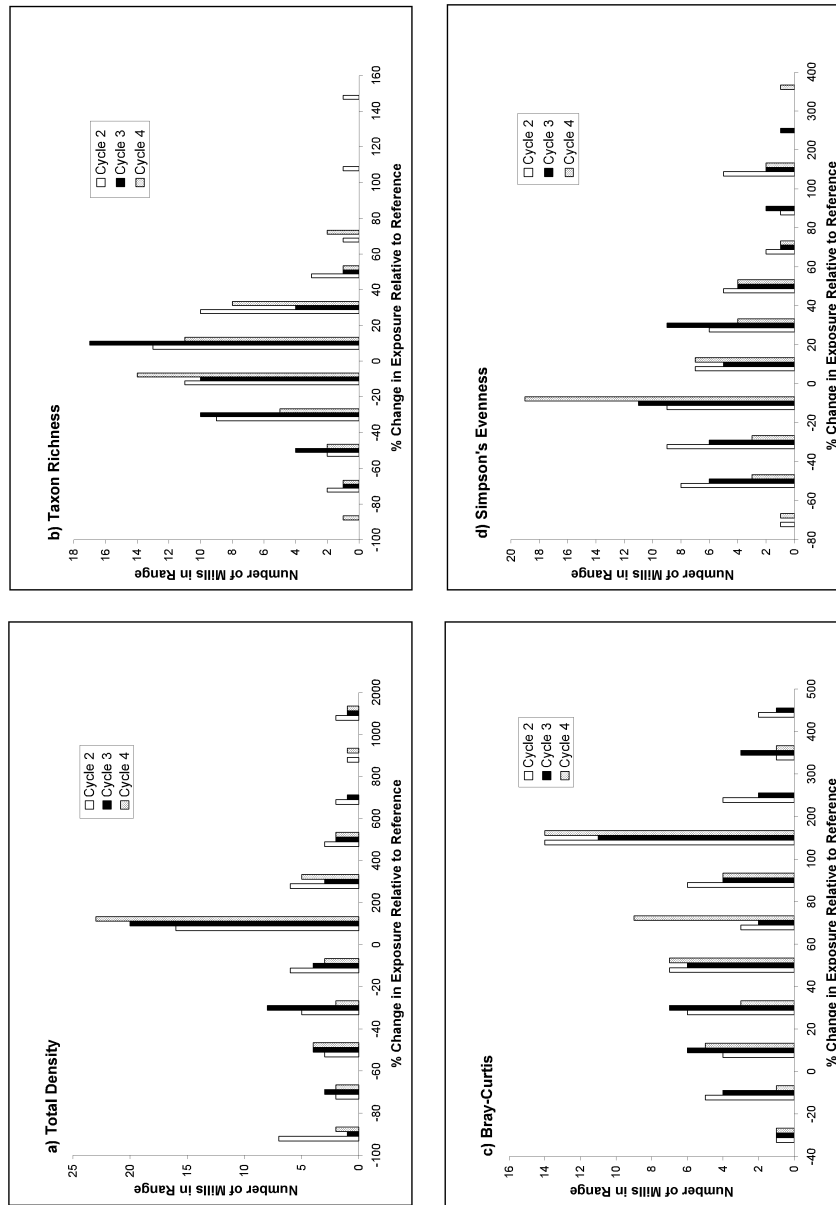 a) Total Density
Number of Mills in Range
25
20
15
10
5
0
Cycle 2
Cycle 3
Cycle 4
-100 -80 -60 -40 -20 0 200 400 600 800 1000 2000
% Change in Exposure Relative to Reference
b) Taxon Richness
Number of Mills in Range
18
16
14
12
10
8
6
4
2
0
Cycle 2
Cycle 3
Cycle 4
-100 -80 -60 -40 -20 0 20 40 60 80 100 120 140 160
% Change in Exposure Relative to Reference
c) Bray-Curtis
Number of Mills in Range
16
14
12
10
8
6
4
2
0
Cycle 2
Cycle 3
Cycle 4
-40 -20 0 20 40 60 80 100 200 300 400 500
% Change in Exposure Relative to Reference
d) Simpson's Evenness
Number of Mills in Range
20
18
16
14
12
10
8
6
4
2
0
Cycle 2
Cycle 3
Cycle 4
-80 -60 -40 -20 0 20 40 60 80 100 200 300 400
% Change in Exposure Relative to Reference